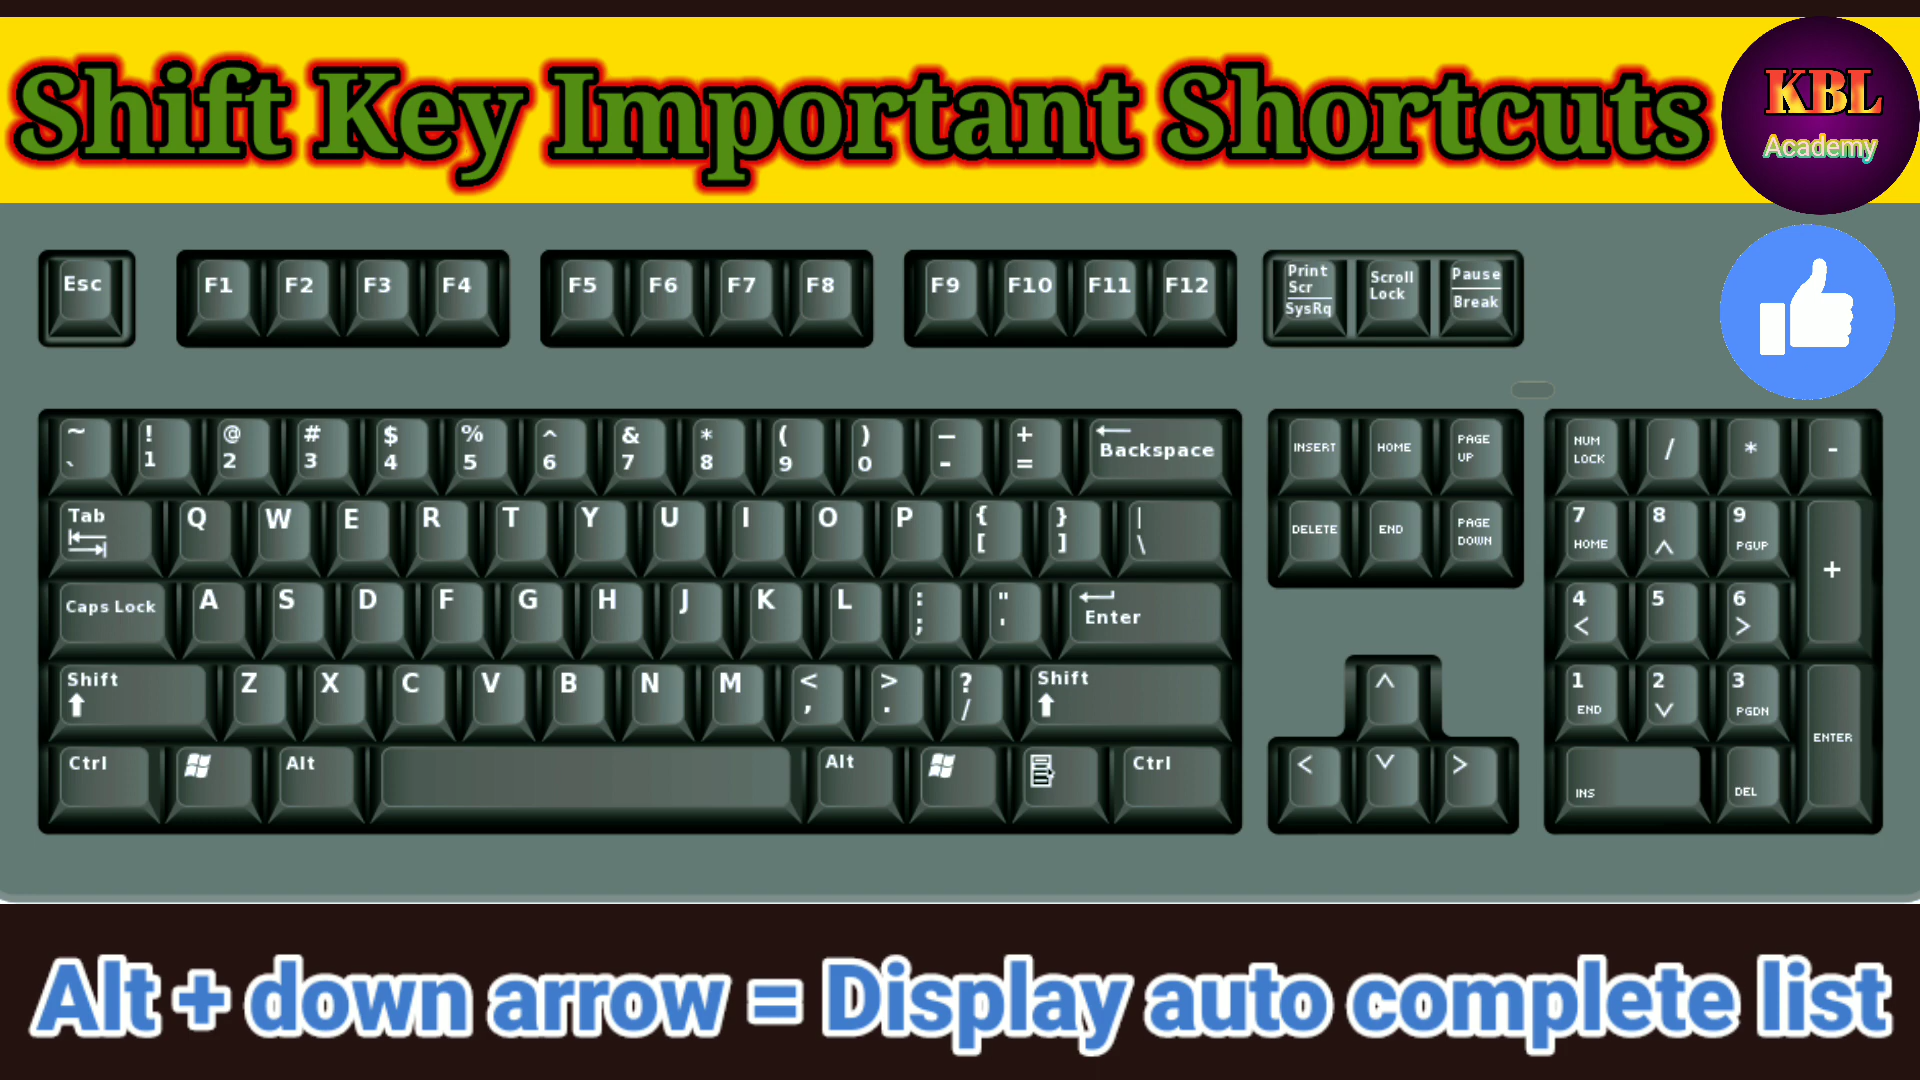 Shift Key Important Shortcuts
KBL
Academy
Esc F1 F2 F3 F4 F5 F6 F7 F8 F9 F10 F11 F12 Print Scr SysRq Scroll Lock Pause Break
~ ` ! 1 @ 2 # 3 $ 4 % 5 ^ 6 & 7 * 8 ( 9 ) 0 — - + = Backspace INSERT HOME PAGE UP NUM LOCK / * -
Tab Q W E R T Y U I O P { [ } ] | \ DELETE END PAGE DOWN 7 HOME 8 ^ 9 PGUP +
Caps Lock A S D F G H J K L : ; " ' Enter 4 < 5 6 >
Shift Z X C V B N M < , > . ? / Shift ^ 1 END 2 v 3 PGDN ENTER
Ctrl Alt Alt Ctrl < v > INS DEL
Alt + down arrow = Display auto complete list